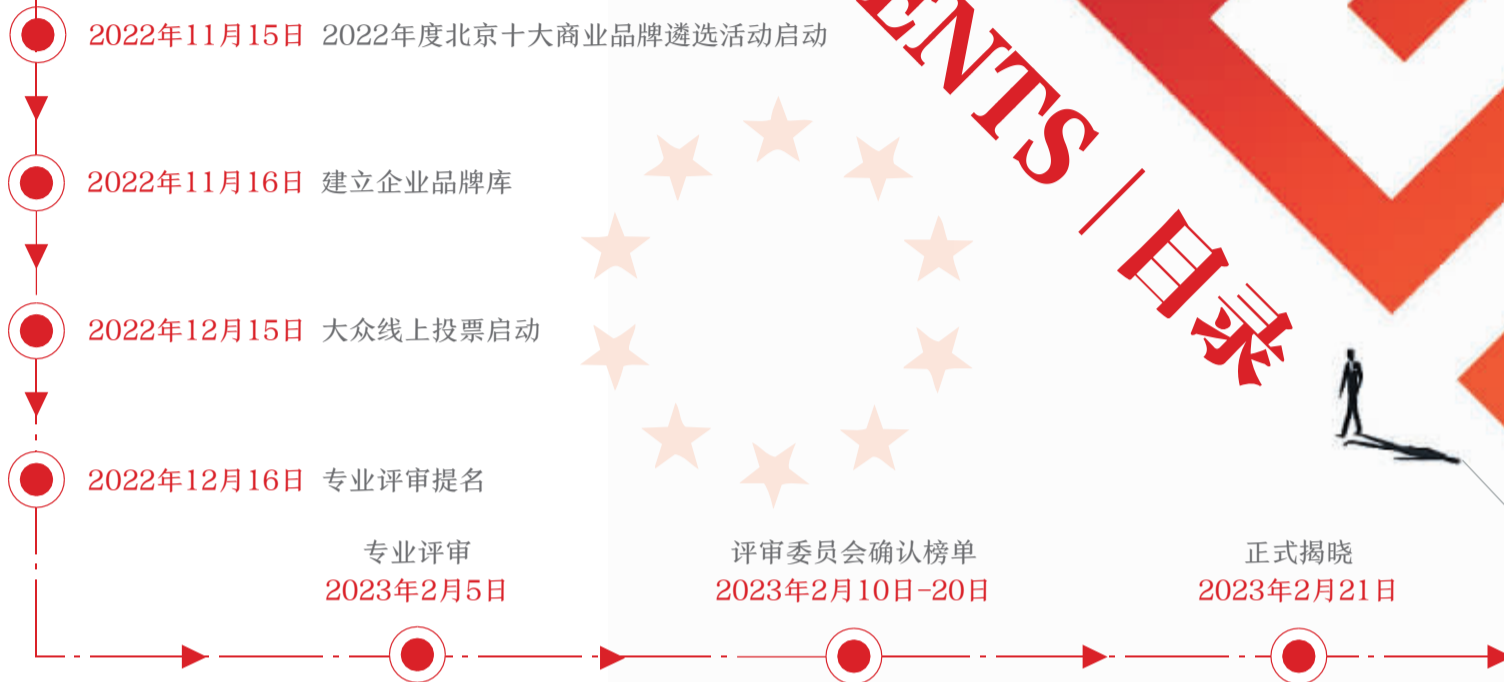 2022年11月15日 2022年度北京十大商业品牌遴选活动启动
2022年11月16日 建立企业品牌库
2022年12月15日 大众线上投票启动
2022年12月16日 专业评审提名
专业评审
2023年2月5日
评审委员会确认榜单
2023年2月10日-20日
正式揭晓
2023年2月21日
ENTS | 目录